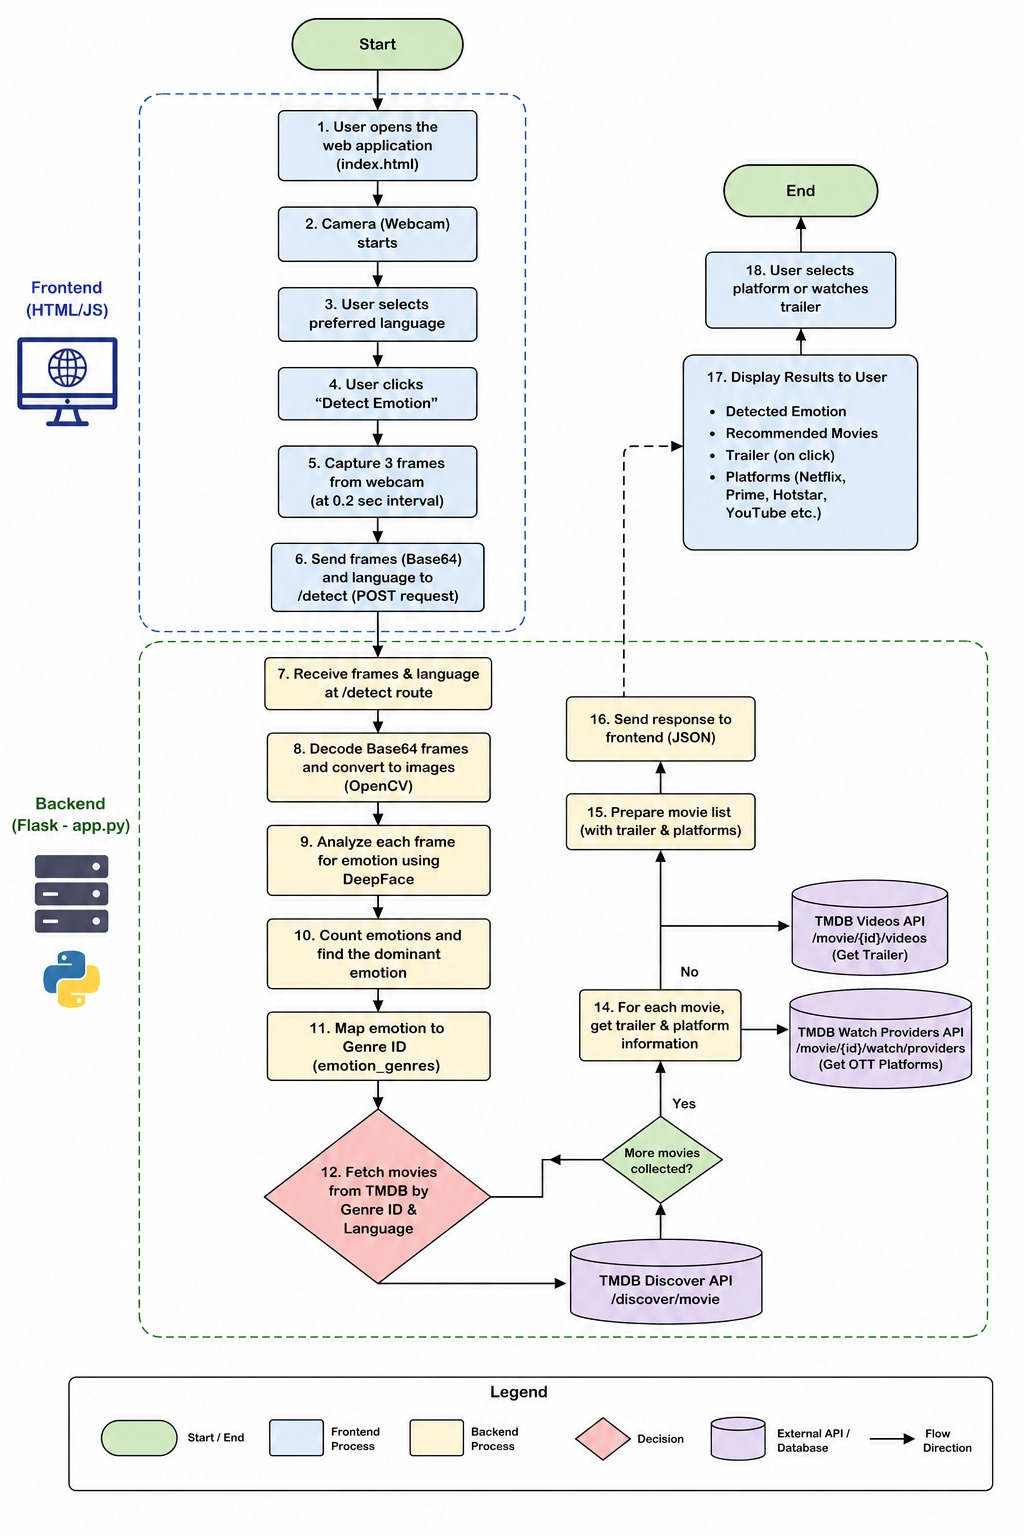 Start
1. User opens the
web application
(index.html)
2. Camera (Webcam)
starts
3. User selects
preferred language
4. User clicks
“Detect Emotion”
5. Capture 3 frames
from webcam
(at 0.2 sec interval)
6. Send frames (Base64)
and language to
/detect (POST request)
Frontend
(HTML/JS)
End
18. User selects
platform or watches
trailer
17. Display Results to User
• Detected Emotion
• Recommended Movies
• Trailer (on click)
• Platforms (Netflix,
Prime, Hotstar,
YouTube etc.)
Backend
(Flask - app.py)
7. Receive frames & language
at /detect route
8. Decode Base64 frames
and convert to images
(OpenCV)
9. Analyze each frame
for emotion using
DeepFace
10. Count emotions and
find the dominant
emotion
11. Map emotion to
Genre ID
(emotion_genres)
12. Fetch movies
from TMDB by
Genre ID &
Language
16. Send response to
frontend (JSON)
15. Prepare movie list
(with trailer & platforms)
TMDB Videos API
/movie/{id}/videos
(Get Trailer)
No
14. For each movie,
get trailer & platform
information
TMDB Watch Providers API
/movie/{id}/watch/providers
(Get OTT Platforms)
Yes
More movies
collected?
TMDB Discover API
/discover/movie
Legend
Start / End
Frontend
Process
Backend
Process
Decision
External API /
Database
Flow
Direction